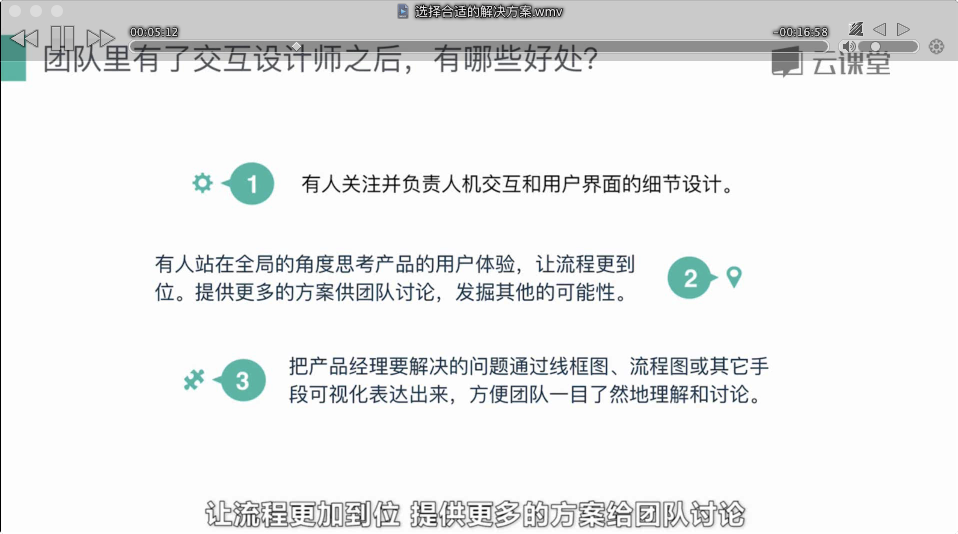 选择合适的解决方案.wmv
00:05:12
-00:16:58
团队里有了交互设计师之后，有哪些好处？
云课堂
1
有人关注并负责人机交互和用户界面的细节设计。
有人站在全局的角度思考产品的用户体验，让流程更到
位。提供更多的方案供团队讨论，发掘其他的可能性。
2
3
把产品经理要解决的问题通过线框图、流程图或其它手
段可视化表达出来，方便团队一目了然地理解和讨论。
让流程更加到位 提供更多的方案给团队讨论